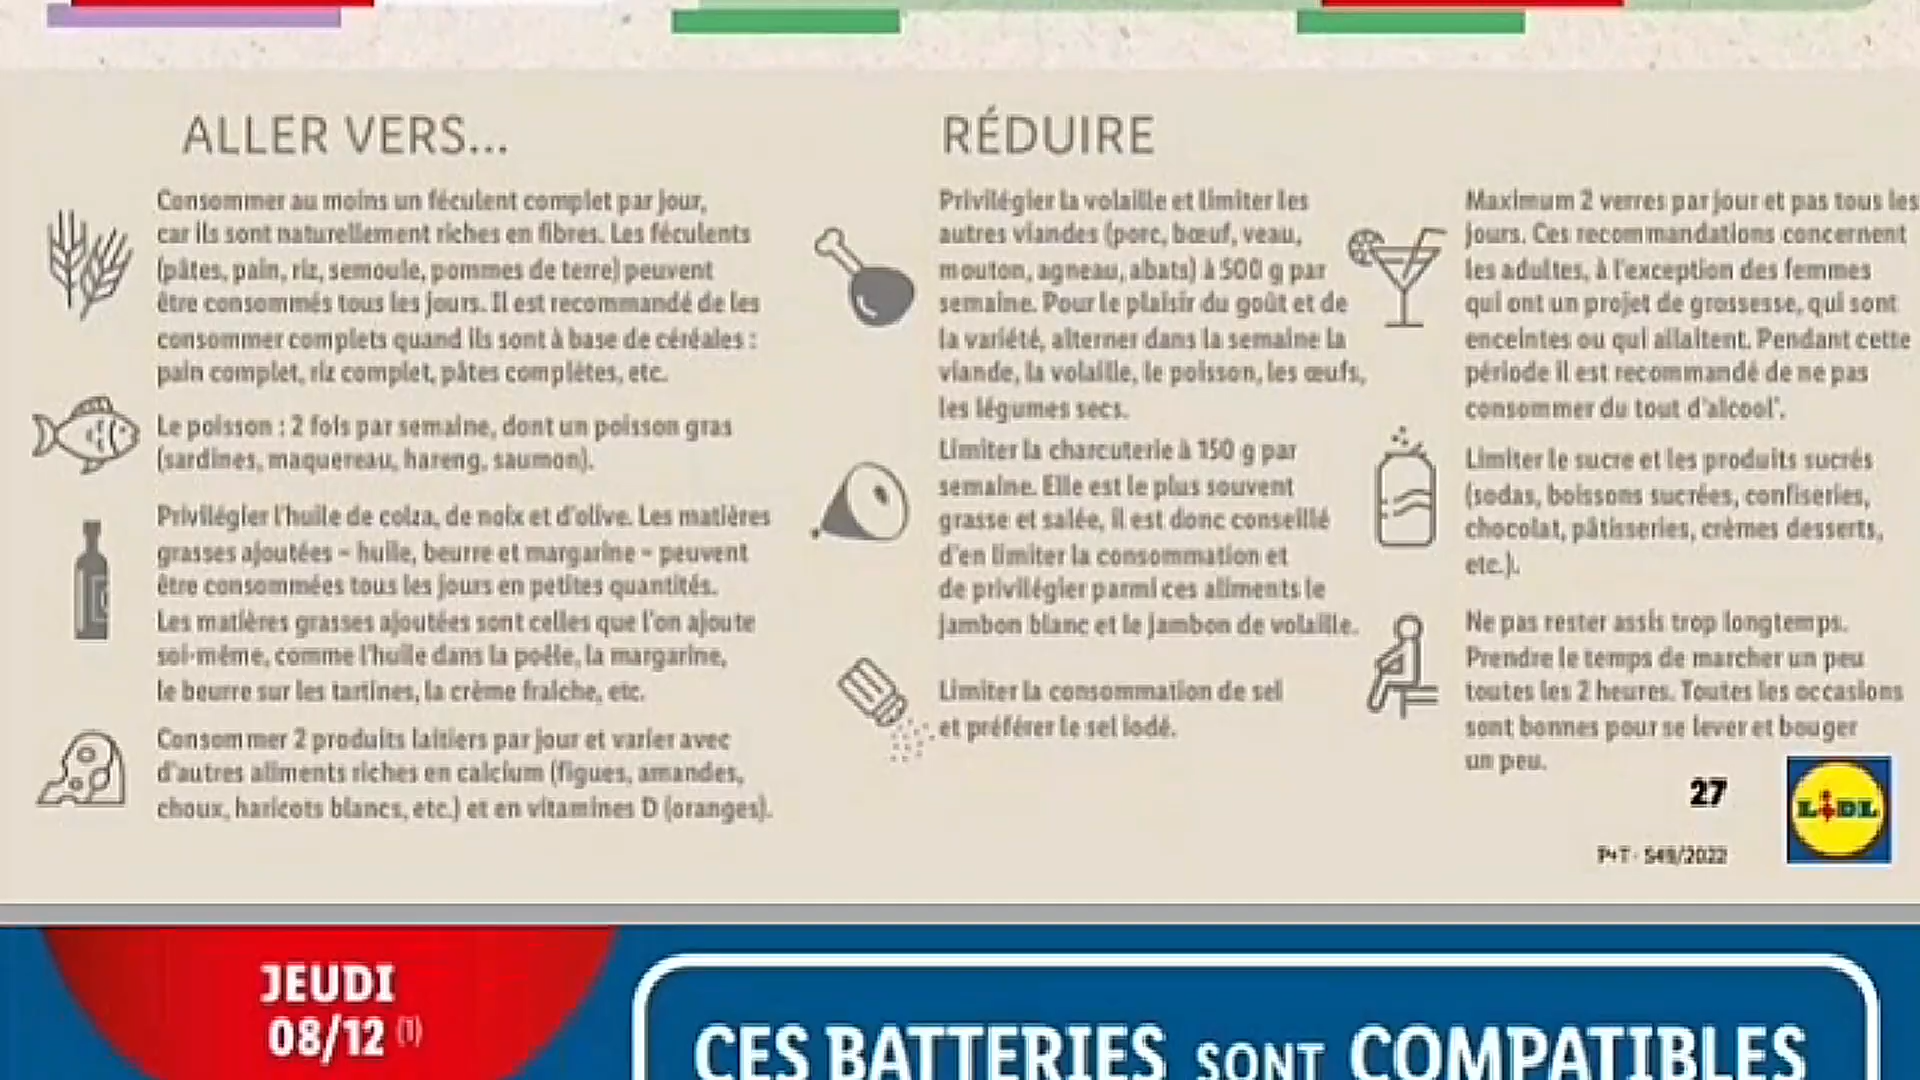 ALLER VERS...
Consommer au moins un féculent complet par jour,
car ils sont naturellement riches en fibres. Les féculents
(pâtes, pain, riz, semoule, pommes de terre) peuvent
être consommés tous les jours. Il est recommandé de les
consommer complets quand ils sont à base de céréales :
pain complet, riz complet, pâtes complètes, etc.
Le poisson : 2 fois par semaine, dont un poisson gras
(sardines, maquereau, hareng, saumon).
Privilégier l'huile de colza, de noix et d'olive. Les matières
grasses ajoutées – huile, beurre et margarine – peuvent
être consommées tous les jours en petites quantités.
Les matières grasses ajoutées sont celles que l'on ajoute
soi-même, comme l'huile dans la poêle, la margarine,
le beurre sur les tartines, la crème fraîche, etc.
Consommer 2 produits laitiers par jour et varier avec
d'autres aliments riches en calcium (figues, amandes,
choux, haricots blancs, etc.) et en vitamines D (oranges).
RÉDUIRE
Privilégier la volaille et limiter les
autres viandes (porc, bœuf, veau,
mouton, agneau, abats) à 500 g par
semaine. Pour le plaisir du goût et de
la variété, alterner dans la semaine la
viande, la volaille, le poisson, les œufs,
les légumes secs.
Limiter la charcuterie à 150 g par
semaine. Elle est le plus souvent
grasse et salée, il est donc conseillé
d'en limiter la consommation et
de privilégier parmi ces aliments le
jambon blanc et le jambon de volaille.
Limiter la consommation de sel
et préférer le sel iodé.
Maximum 2 verres par jour et pas tous les
jours. Ces recommandations concernent
les adultes, à l'exception des femmes
qui ont un projet de grossesse, qui sont
enceintes ou qui allaitent. Pendant cette
période il est recommandé de ne pas
consommer du tout d'alcool*.
Limiter le sucre et les produits sucrés
(sodas, boissons sucrées, confiseries,
chocolat, pâtisseries, crèmes desserts,
etc.).
Ne pas rester assis trop longtemps.
Prendre le temps de marcher un peu
toutes les 2 heures. Toutes les occasions
sont bonnes pour se lever et bouger
un peu.
27
LIDL
P+T - S49/2022
JEUDI
08/12 (1)
CES BATTERIES SONT COMPATIBLES